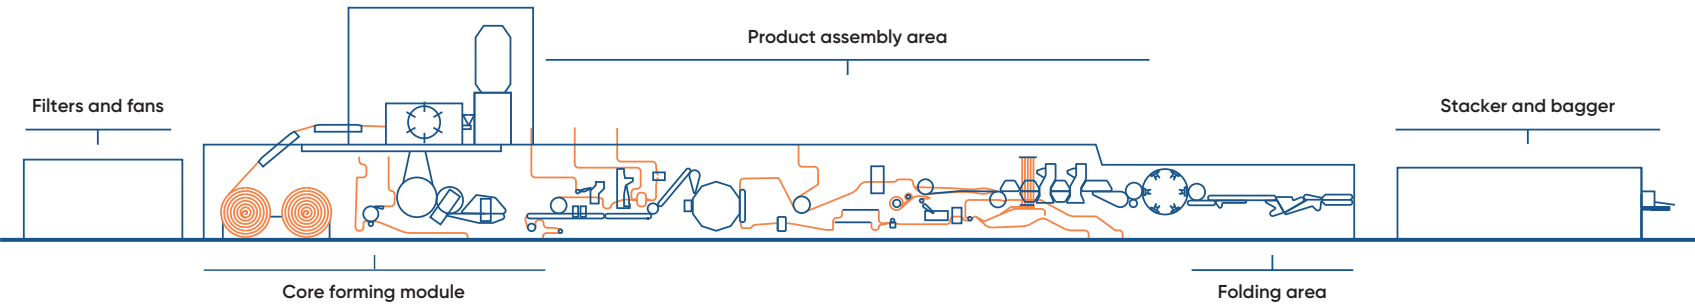 Product assembly area
Filters and fans
Stacker and bagger
Core forming module
Folding area